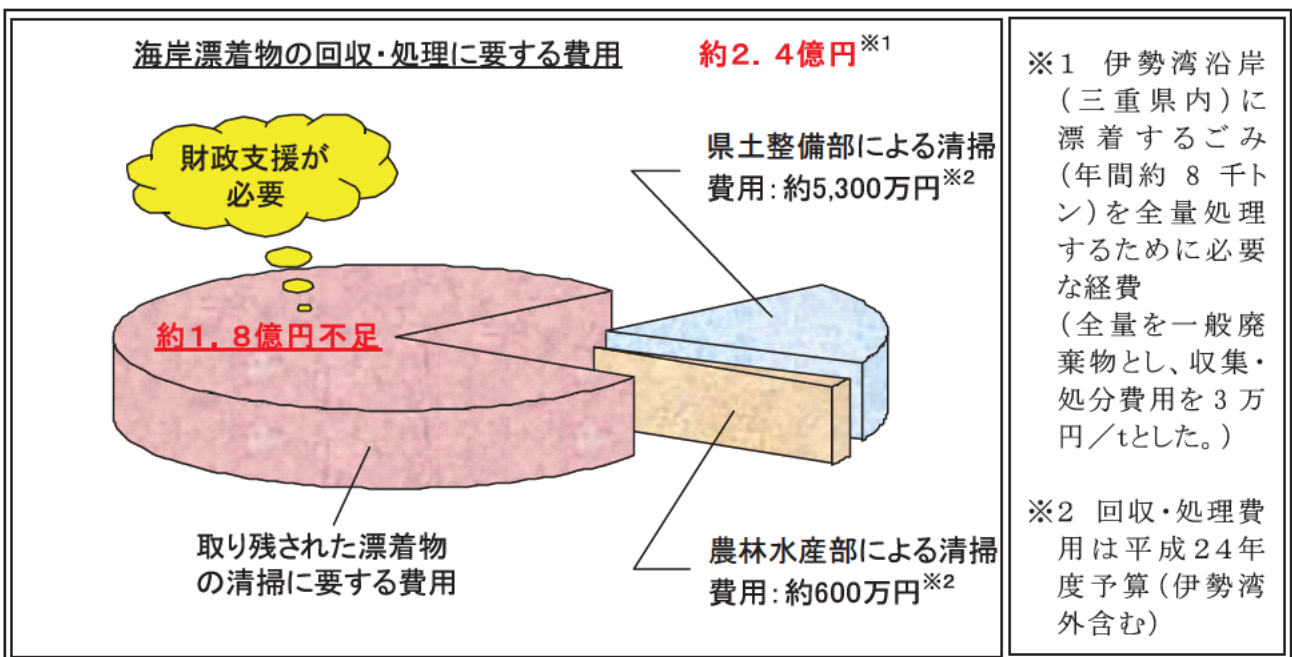 海岸漂着物の回収・処理に要する費用 約2.4億円※1
財政支援が
必要
県土整備部による清掃
費用:約5,300万円※2
約1.8億円不足
取り残された漂着物
の清掃に要する費用
農林水産部による清掃
費用:約600万円※2
※1 伊勢湾沿岸
(三重県内)に
漂着するごみ
(年間約 8 千ト
ン)を全量処理
するために必要
な経費
(全量を一般廃
棄物とし、収集・
処分費用を 3 万
円/tとした。)
※2 回収・処理費
用は平成24年
度予算(伊勢湾
外含む)